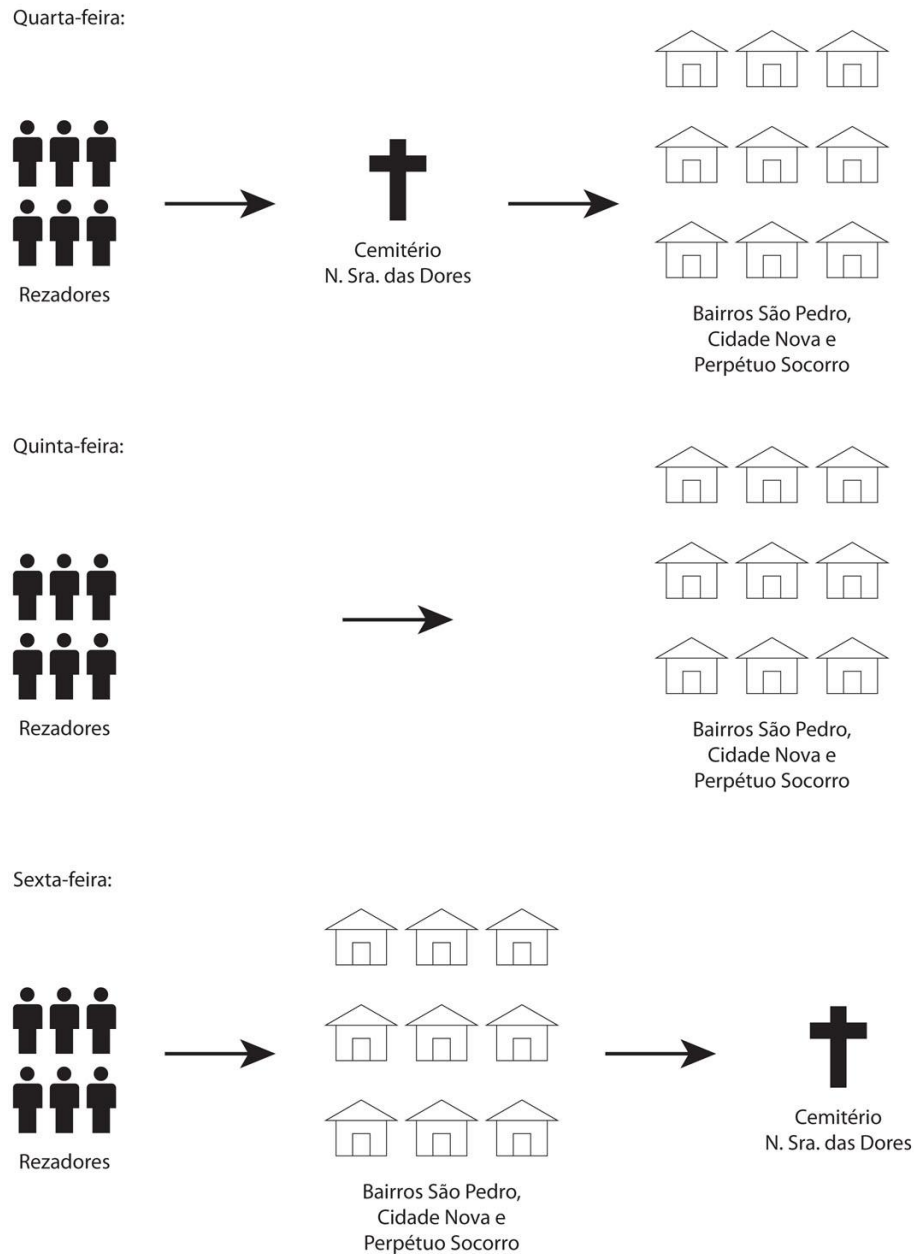 Quarta-feira:
Rezadores
Cemitério
N. Sra. das Dores
Bairros São Pedro,
Cidade Nova e
Perpétuo Socorro
Quinta-feira:
Rezadores
Bairros São Pedro,
Cidade Nova e
Perpétuo Socorro
Sexta-feira:
Rezadores
Bairros São Pedro,
Cidade Nova e
Perpétuo Socorro
Cemitério
N. Sra. das Dores